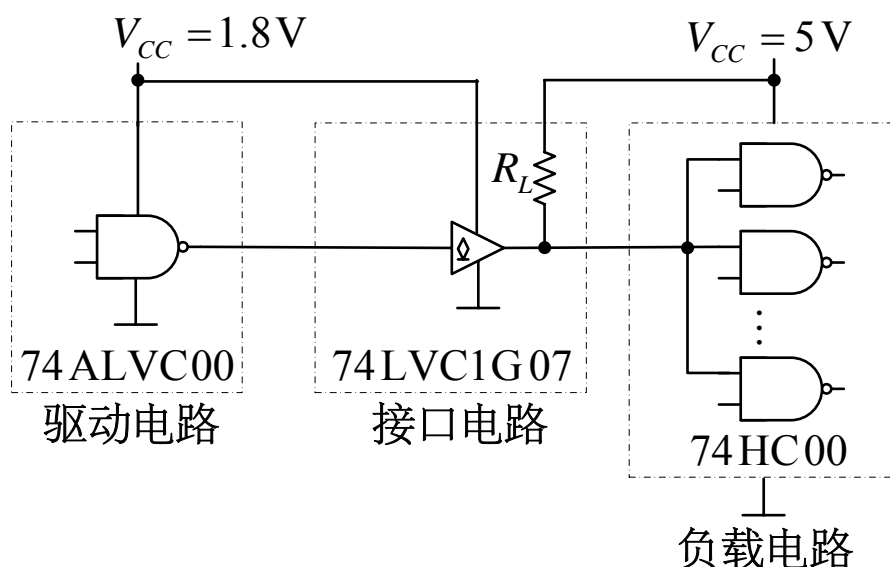 V_CC = 1.8 V
V_CC = 5 V
R_L
74ALVC00
74LVC1G07
74HC00
驱动电路
接口电路
负载电路